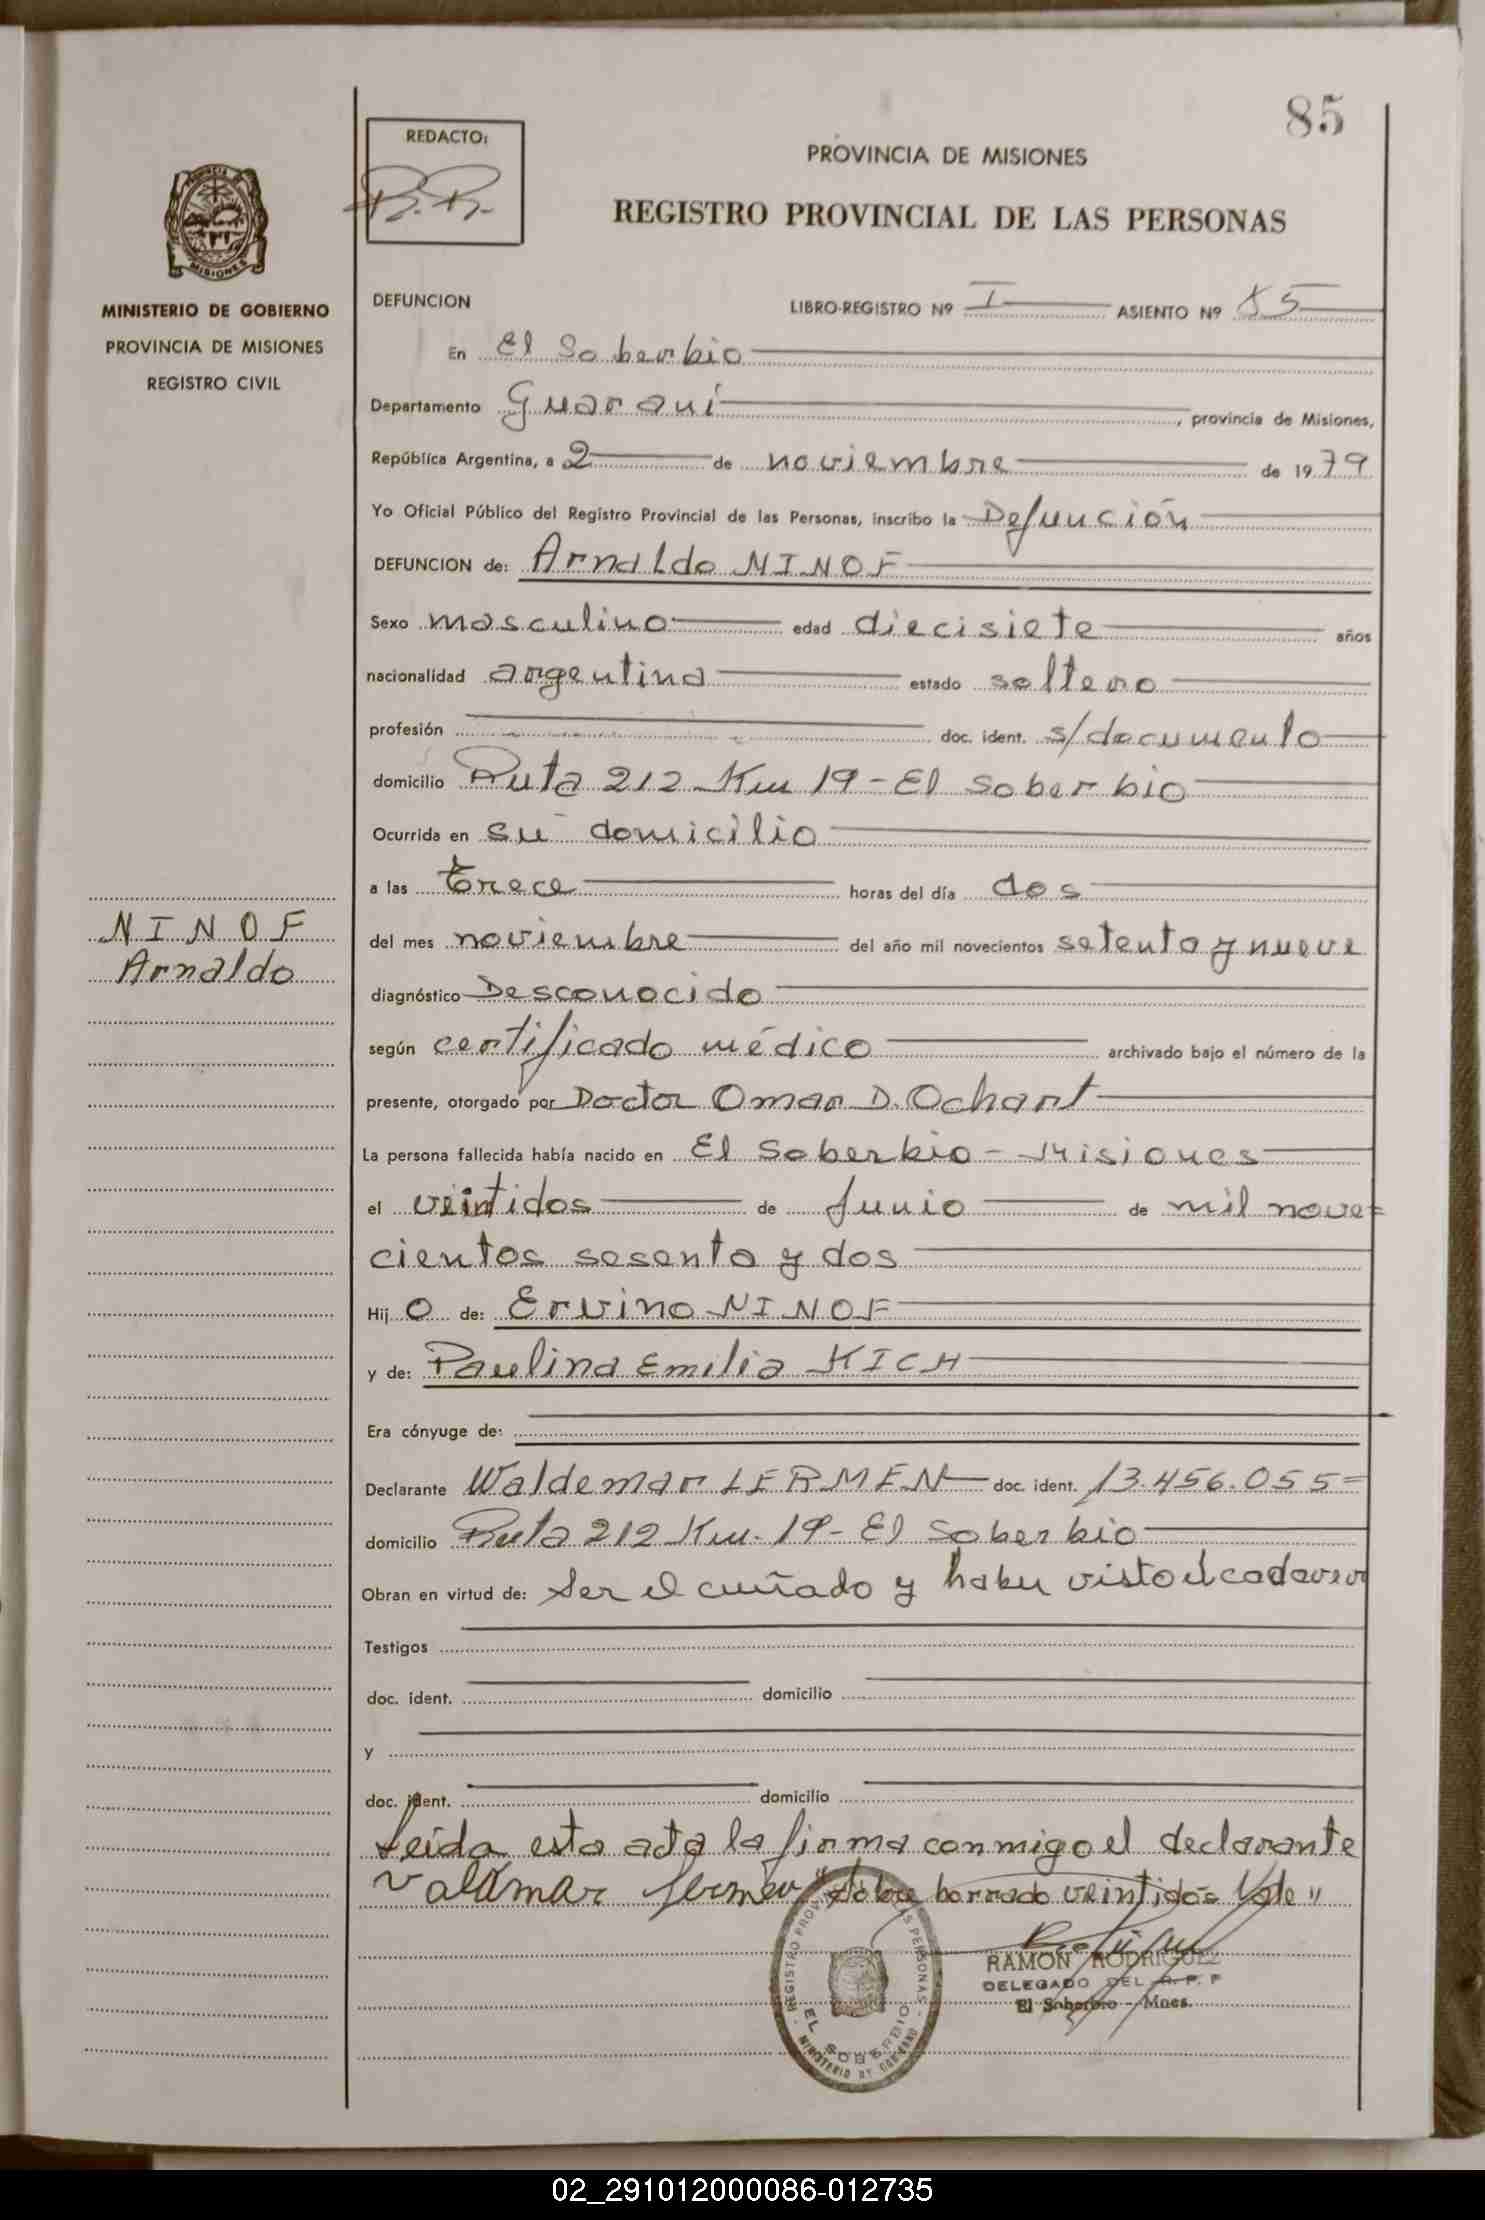 85
REDACTO:
B.R.
PROVINCIA DE MISIONES
REGISTRO PROVINCIAL DE LAS PERSONAS
MISIONES
MINISTERIO DE GOBIERNO
PROVINCIA DE MISIONES
REGISTRO CIVIL
DEFUNCION LIBRO-REGISTRO Nº I ASIENTO Nº 85
En El Soberbio
Departamento Guaraní, provincia de Misiones,
República Argentina, a 2 de noviembre de 1979
Yo Oficial Público del Registro Provincial de las Personas, inscribo la Defunción
DEFUNCION de: Arnaldo NINOF
Sexo masculino edad diecisiete años
nacionalidad argentina estado soltero
profesión doc. ident. s/documento
domicilio Ruta 212 Km 19 - El Soberbio
Ocurrida en su domicilio
a las trece horas del día dos
NINOF
Arnaldo
del mes noviembre del año mil novecientos setenta y nueve
diagnóstico Desconocido
según certificado médico archivado bajo el número de la
presente, otorgado por Doctor Omar D. Ochart
La persona fallecida había nacido en El Soberbio - Misiones
el veintidos de Junio de mil nove=
cientos sesenta y dos
Hij o de: Ervino NINOF
y de: Paulina Emilia KICH
Era cónyuge de:
Declarante Waldemar LERMEN doc. ident. 13.456.055=
domicilio Ruta 212 Km. 19 - El Soberbio
Obran en virtud de: Ser el cuñado y haber visto el cadaver
Testigos
doc. ident. domicilio
y
doc. ident. domicilio
Leida esta acta la firma conmigo el declarante
"sobre borrado veintidos Vale"
RAMON RODRIGUEZ
DELEGADO DEL R. P. P
El Soberbio - Mnes.
REGISTRO PROV. LAS PERSONAS
EL SOBERBIO
MINISTERIO DE GOBIERNO
02_291012000086-012735